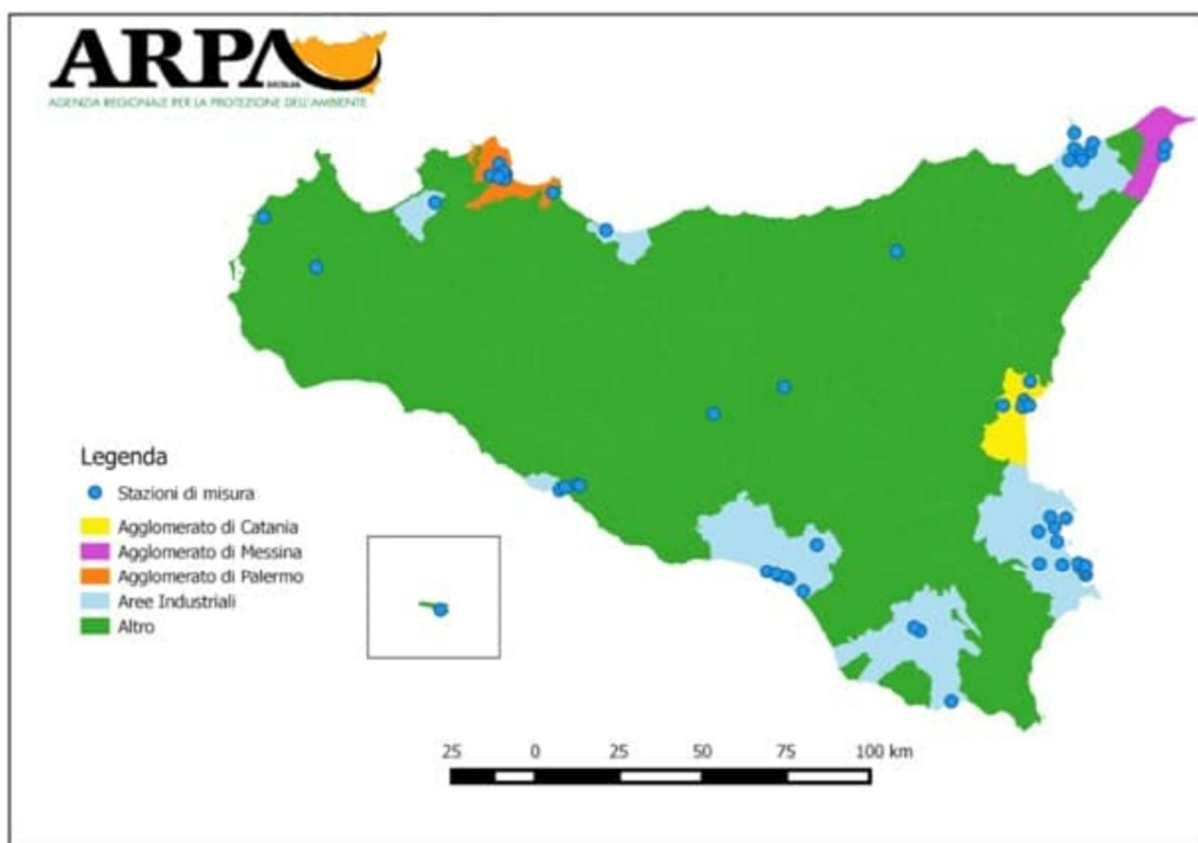 ARPA
SICILIA
AGENZIA REGIONALE PER LA PROTEZIONE DELL'AMBIENTE
Legenda
Stazioni di misura
Agglomerato di Catania
Agglomerato di Messina
Agglomerato di Palermo
Aree Industriali
Altro
25 0 25 50 75 100 km